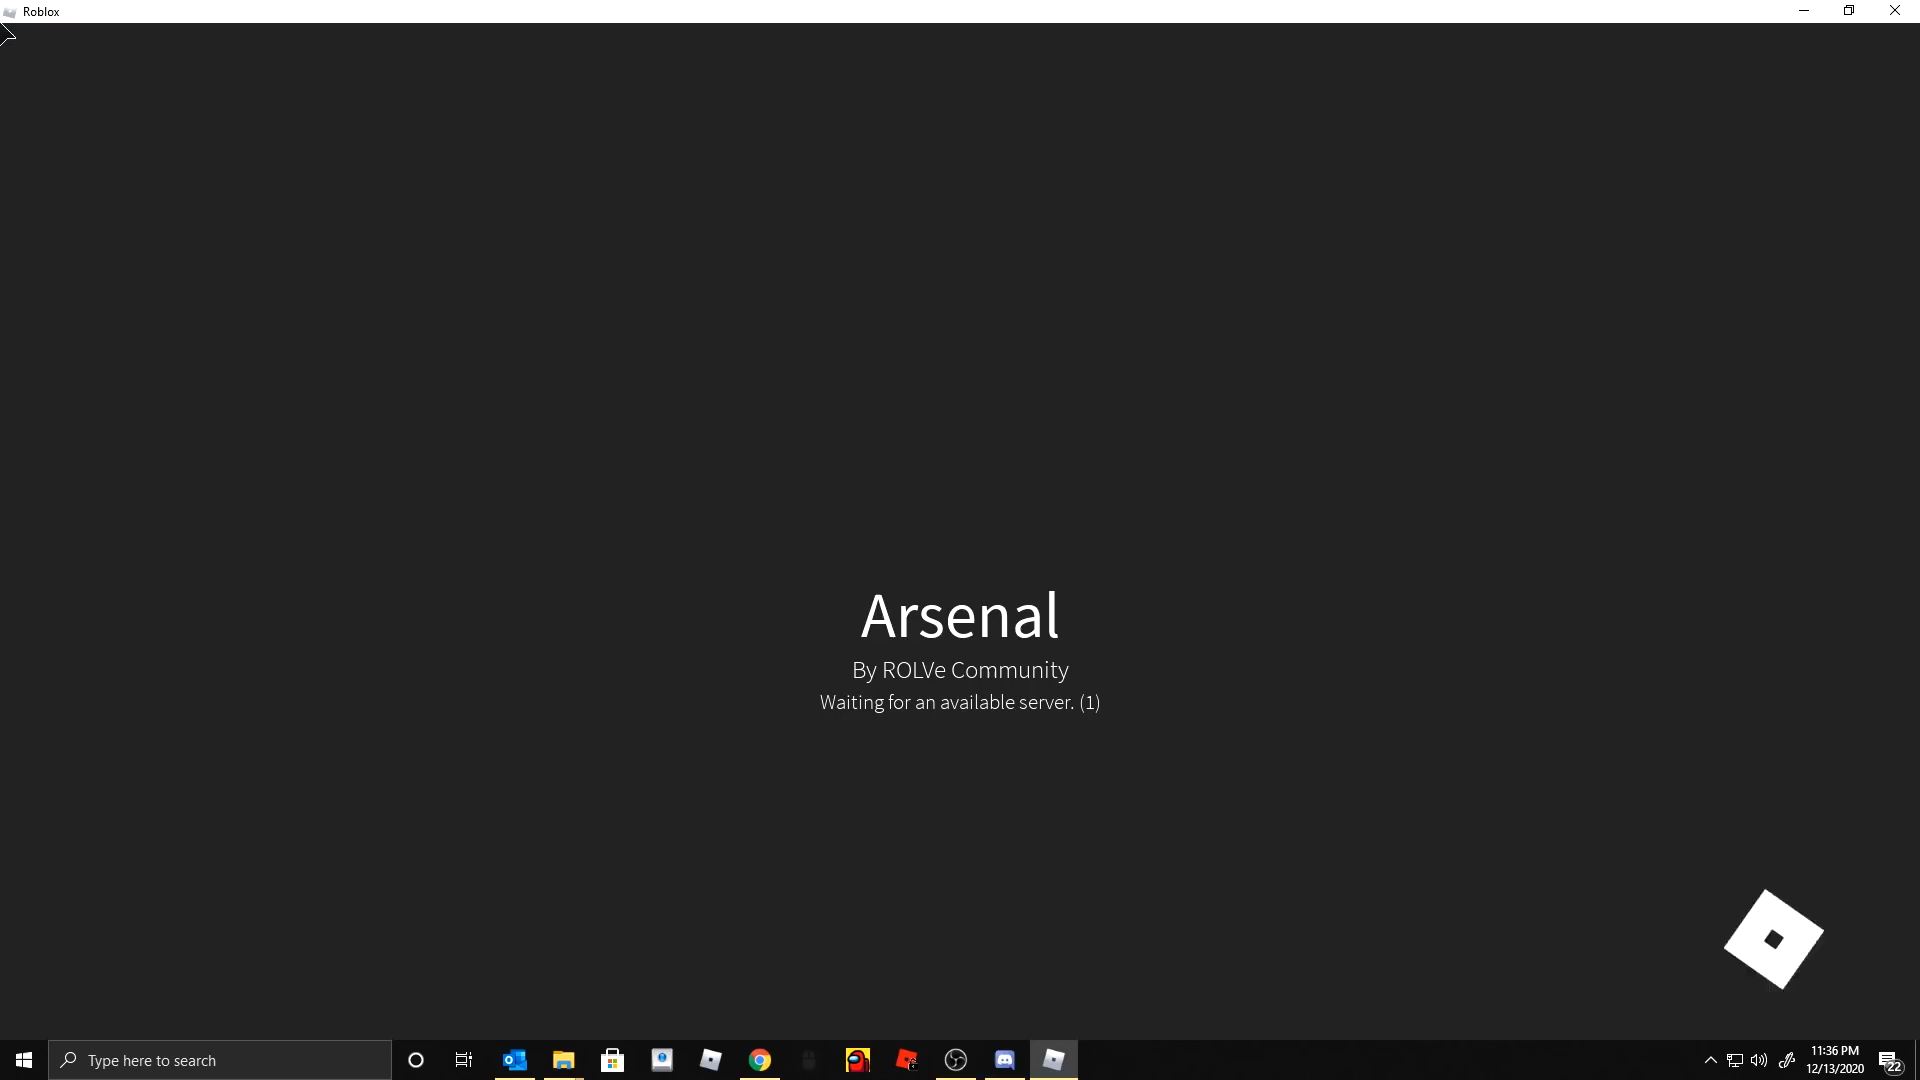 Roblox
Arsenal
By ROLVe Community
Waiting for an available server. (1)
Type here to search
11:36 PM
12/13/2020
22